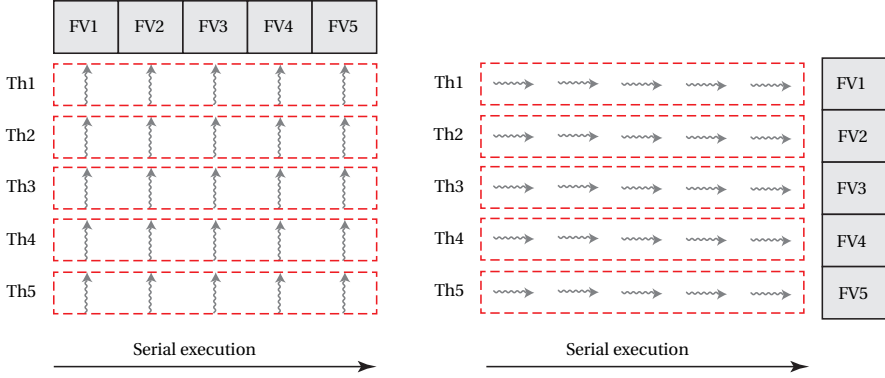 FV1 FV2 FV3 FV4 FV5
Th1
Th2
Th3
Th4
Th5
Serial execution
Th1 FV1
Th2 FV2
Th3 FV3
Th4 FV4
Th5 FV5
Serial execution